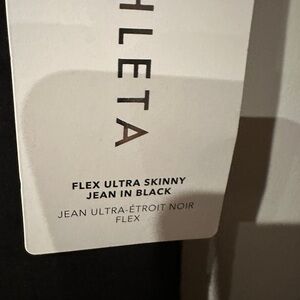 HLETA
FLEX ULTRA SKINNY
JEAN IN BLACK
JEAN ULTRA-ÉTROIT NOIR
FLEX